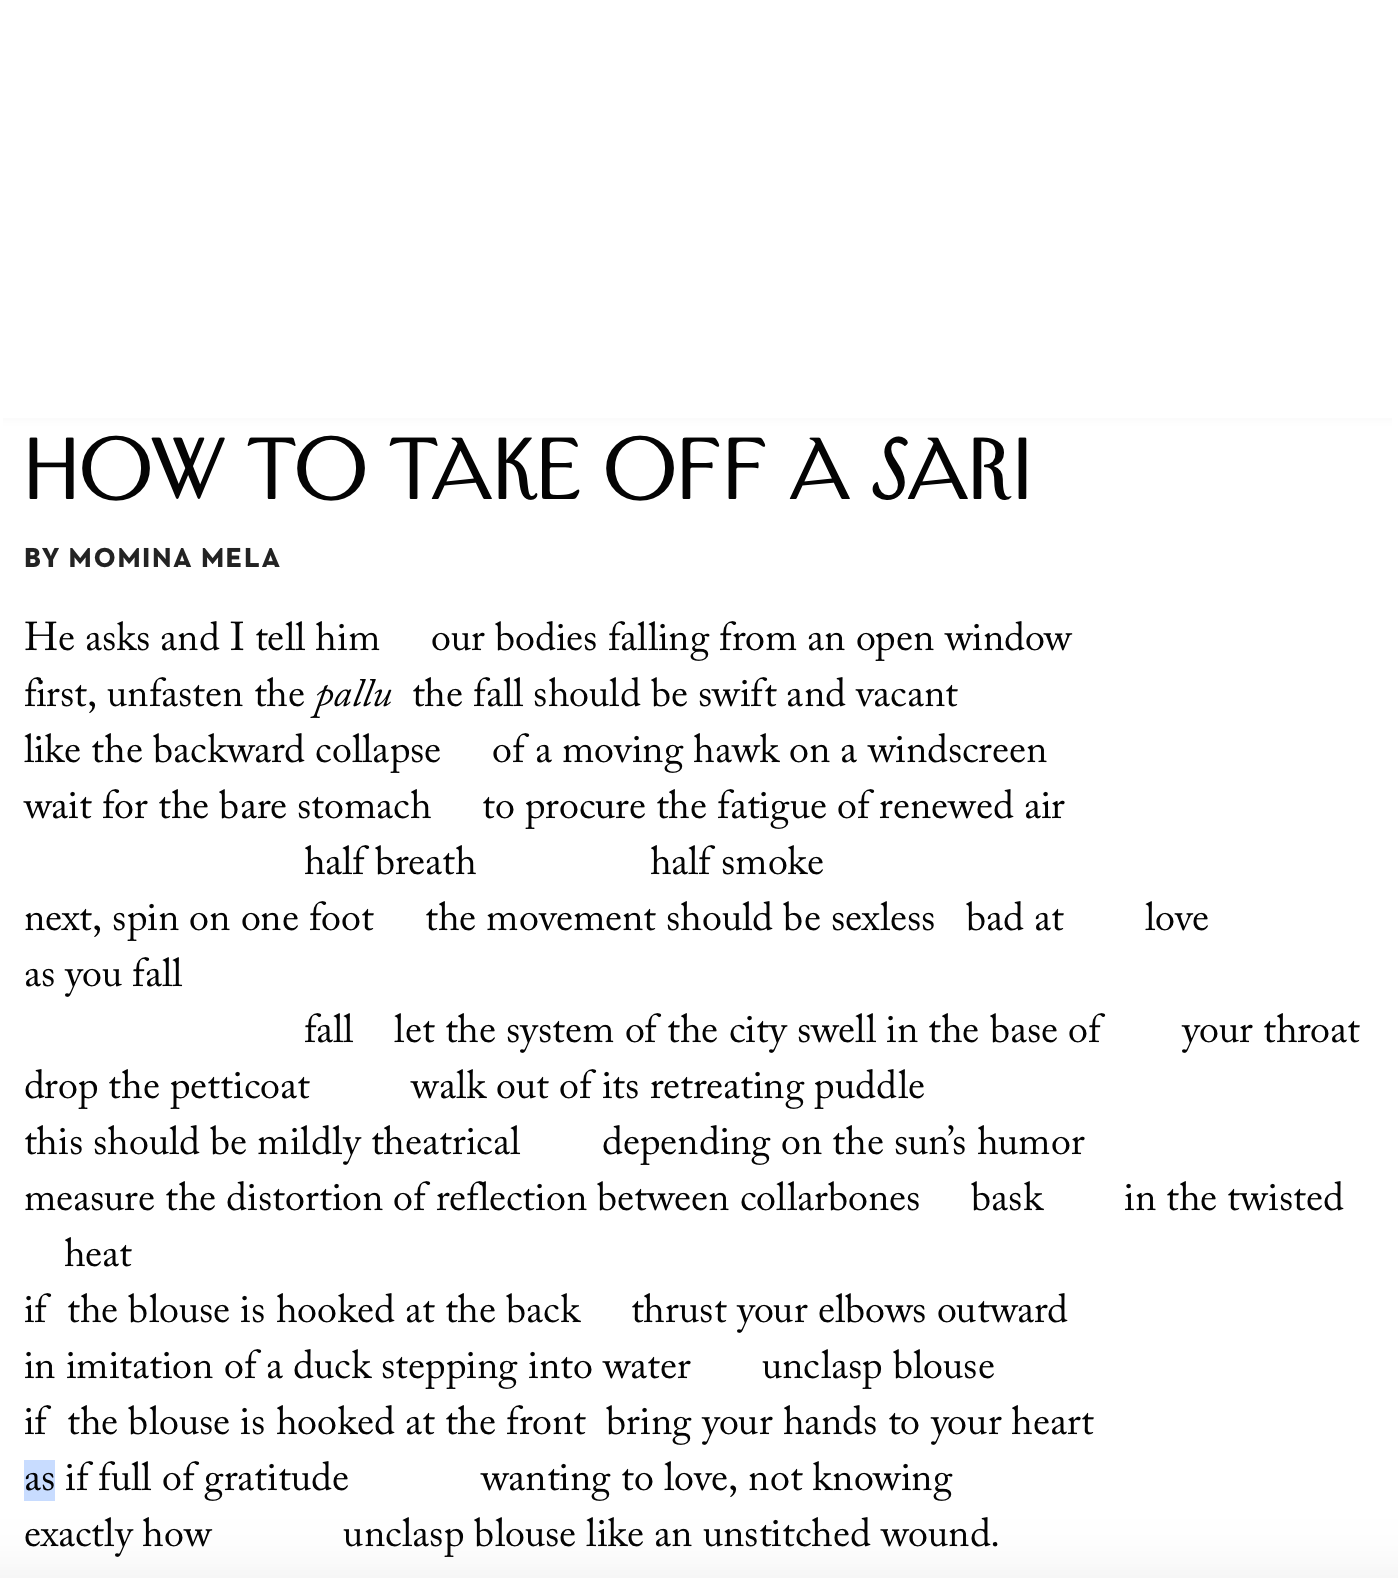 HOW TO TAKE OFF A SARI
BY MOMINA MELA
He asks and I tell him     our bodies falling from an open window
first, unfasten the pallu  the fall should be swift and vacant
like the backward collapse     of a moving hawk on a windscreen
wait for the bare stomach     to procure the fatigue of renewed air
                           half breath                 half smoke
next, spin on one foot     the movement should be sexless   bad at        love
as you fall
                           fall    let the system of the city swell in the base of        your throat
drop the petticoat          walk out of its retreating puddle
this should be mildly theatrical        depending on the sun’s humor
measure the distortion of reflection between collarbones     bask        in the twisted
    heat
if  the blouse is hooked at the back     thrust your elbows outward
in imitation of a duck stepping into water       unclasp blouse
if  the blouse is hooked at the front  bring your hands to your heart
as if full of gratitude             wanting to love, not knowing
exactly how             unclasp blouse like an unstitched wound.